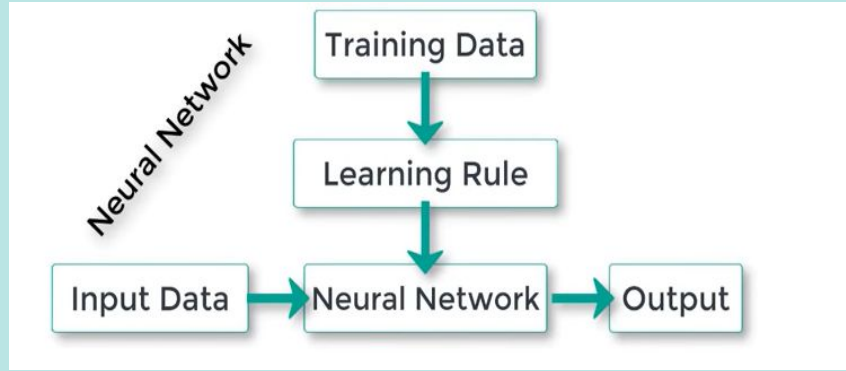 Neural Network
Training Data
Learning Rule
Input Data
Neural Network
Output